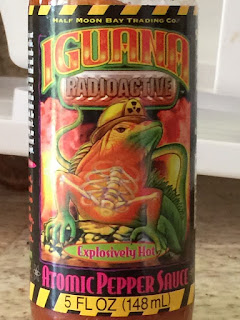 HALF MOON BAY TRADING CO.
IGUANA
RADIOACTIVE
Explosively Hot
ATOMIC PEPPER SAUCE
5 FL OZ (148 mL)